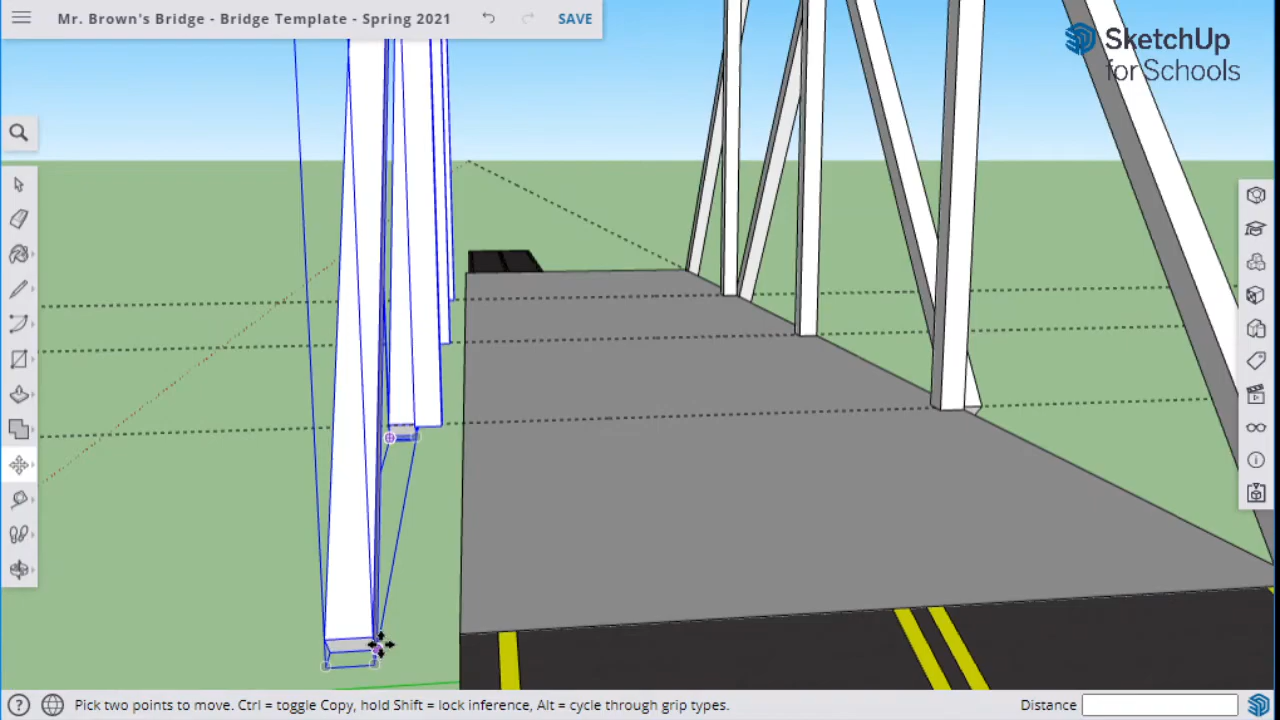 Mr. Brown's Bridge - Bridge Template - Spring 2021
SAVE
SketchUp
for Schools
Pick two points to move. Ctrl = toggle Copy, hold Shift = lock inference, Alt = cycle through grip types.
Distance